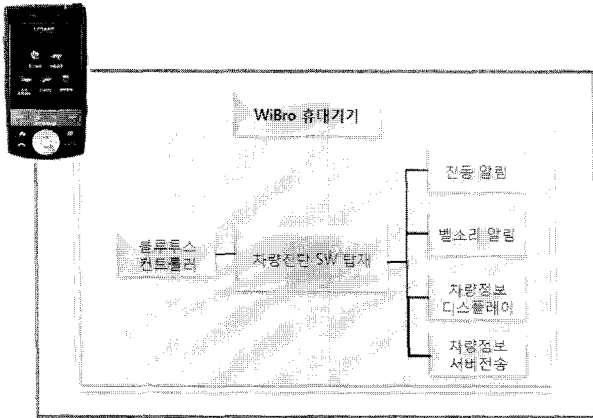 WiBro 휴대기기
진동 알림
벨소리 알림
블루투스
컨트롤러
차량진단 SW 탑재
차량정보
디스플레이
차량정보
서버전송